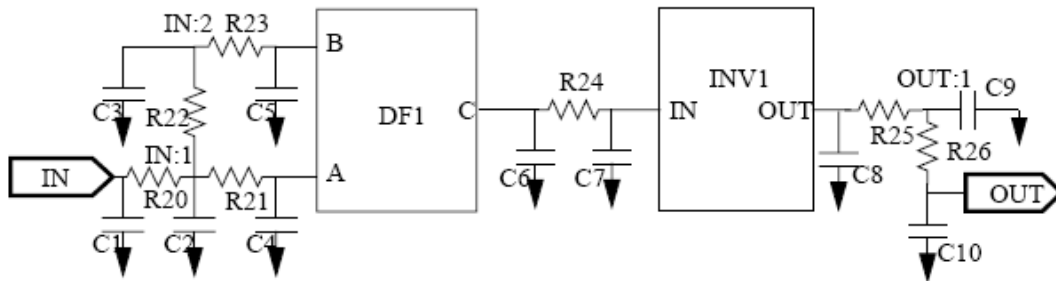 IN:2 R23
B
C3
R22
C5
DF1
C
R24
INV1
IN
OUT
OUT:1
C9
R25
R26
IN
IN:1
R20
R21
A
C6
C7
C8
OUT
C1
C2
C4
C10